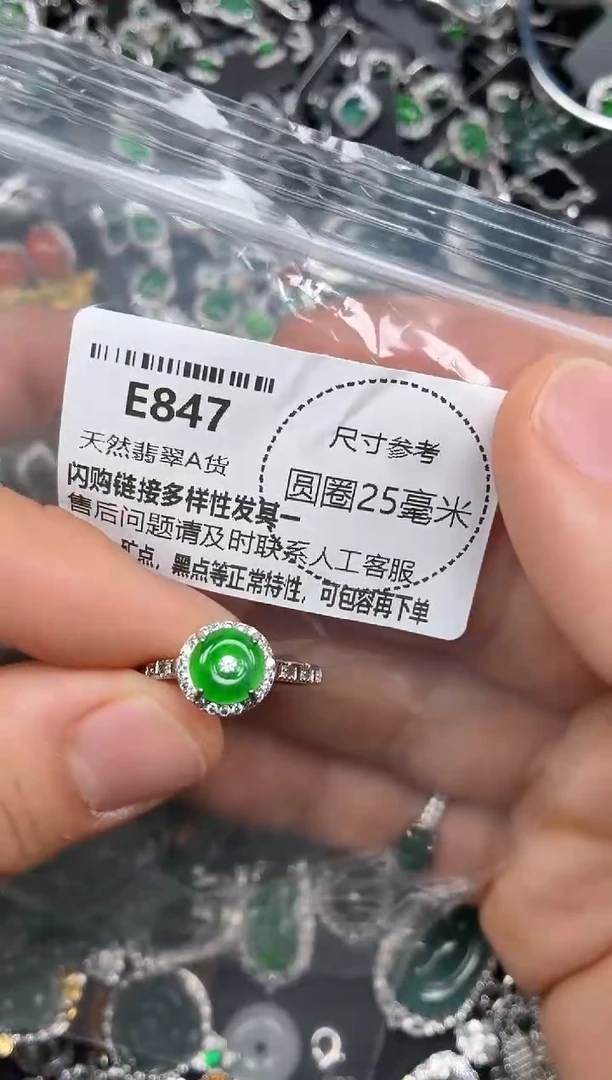 E847
天然翡翠A货
尺寸参考
圆圈25毫米
闪购链接多样性发其一
售后问题请及时联系人工客服
矿点，黑点等正常特性，可包容再下单